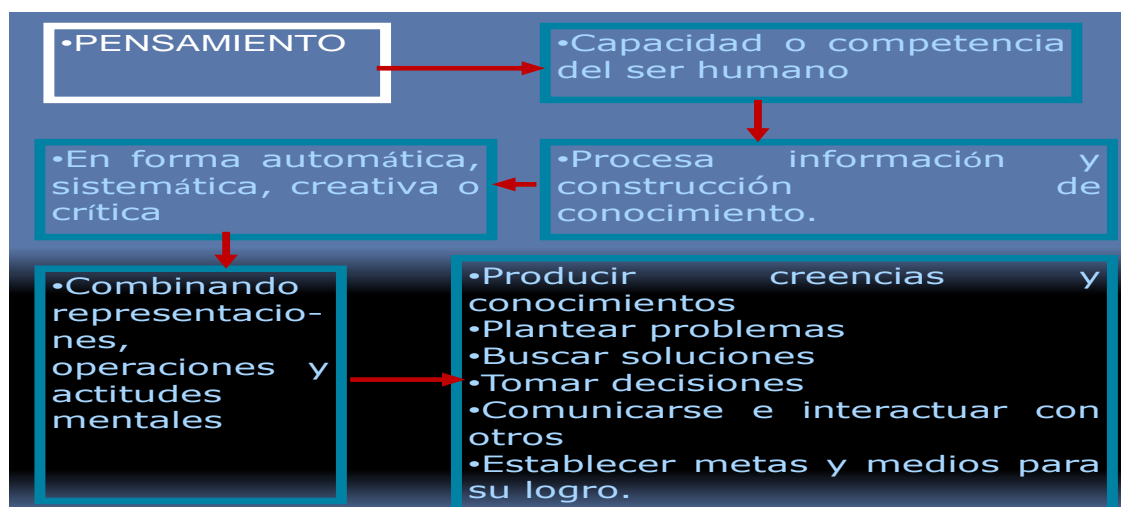 •PENSAMIENTO
•Capacidad o competencia
del ser humano
•Procesa información y
construcción de
conocimiento.
•En forma automática,
sistemática, creativa o
crítica
•Combinando
representacio-
nes,
operaciones y
actitudes
mentales
•Producir creencias y
conocimientos
•Plantear problemas
•Buscar soluciones
•Tomar decisiones
•Comunicarse e interactuar con
otros
•Establecer metas y medios para
su logro.